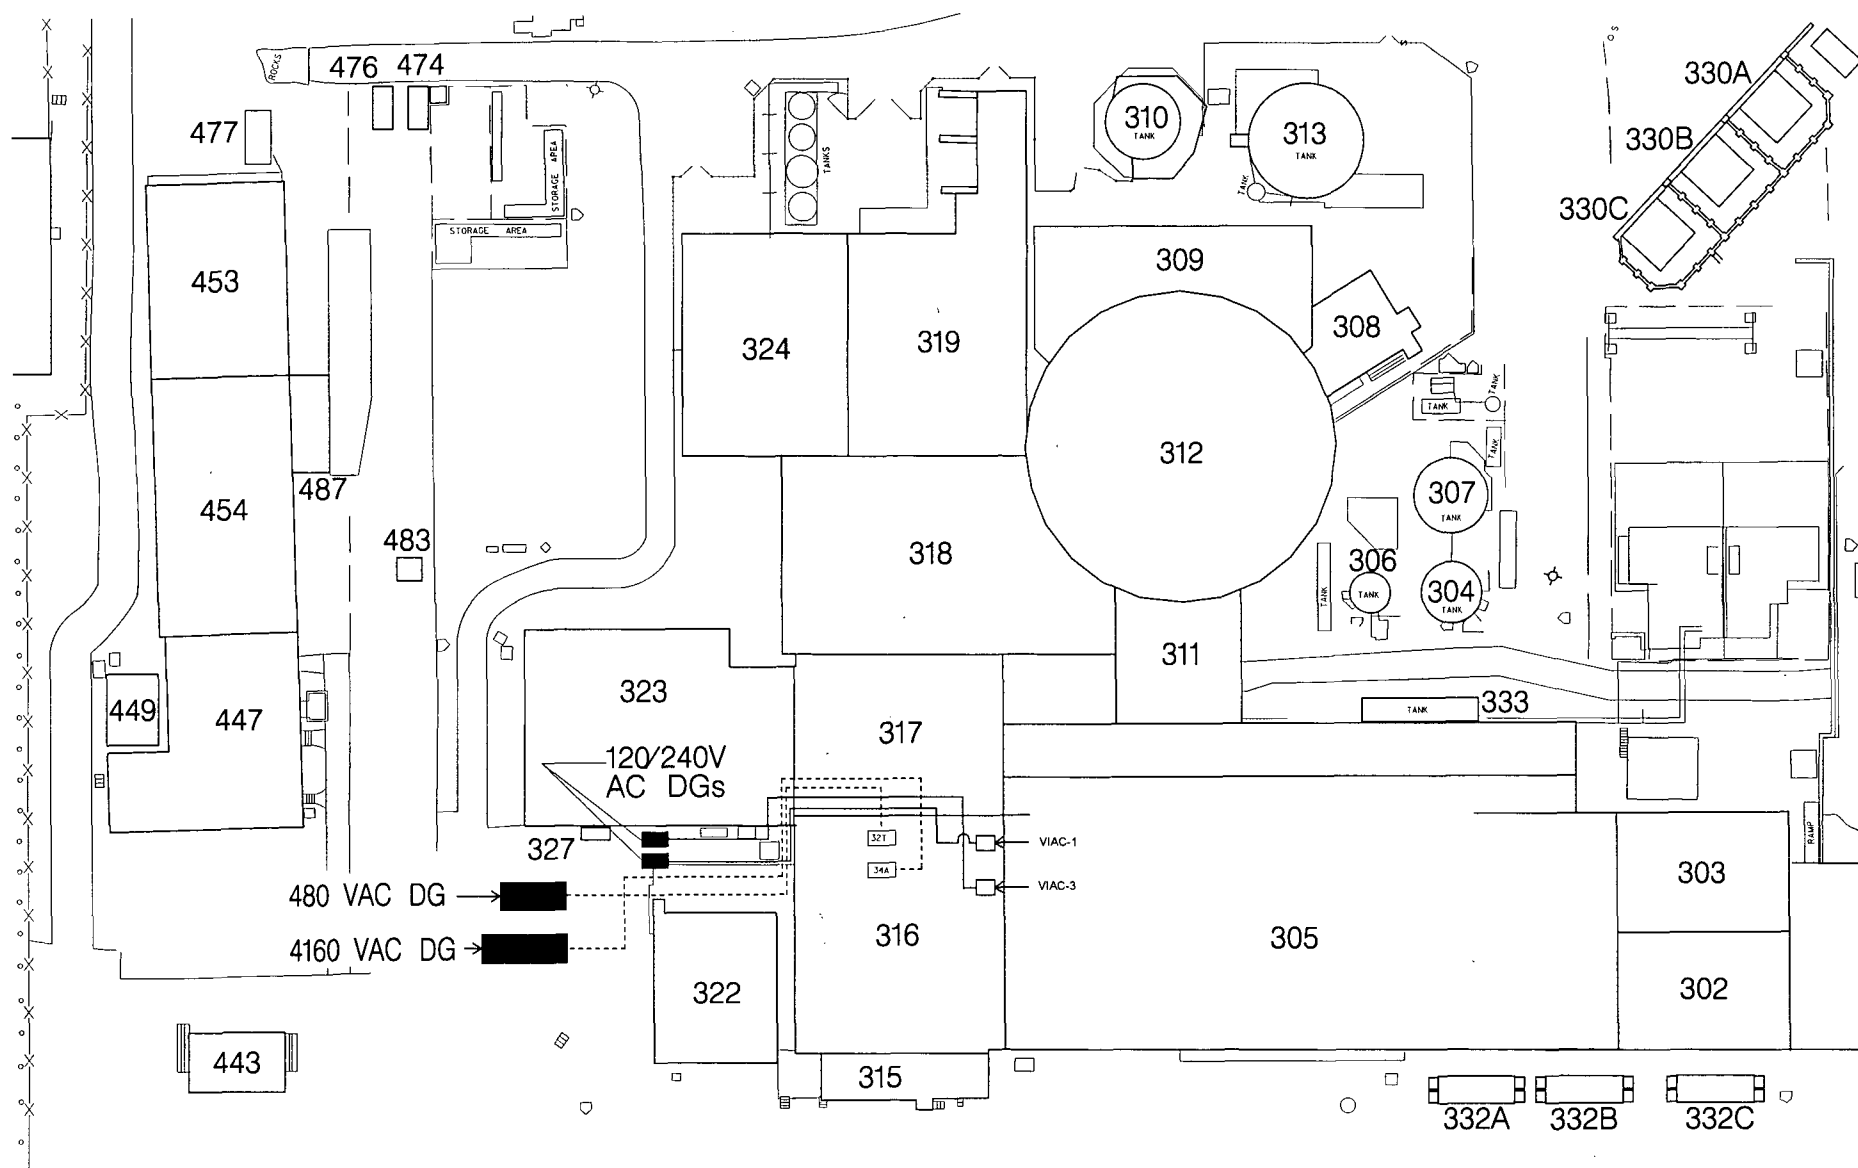 ROCKS
476 474
330A
477
310
TANK
313
TANK
330B
TANKS
STORAGE AREA
TANK
330C
STORAGE AREA
309
453
308
324
319
TANK
TANK
312
TANK
487
307
TANK
454
483
318
306
TANK
304
TANK
TANK
311
323
449
447
333
TANK
317
120/240V
AC DGs
RAMP
32T
VIAC-1
327
34A
303
VIAC-3
480 VAC DG
316
305
4160 VAC DG
322
302
443
315
332A
332B
332C